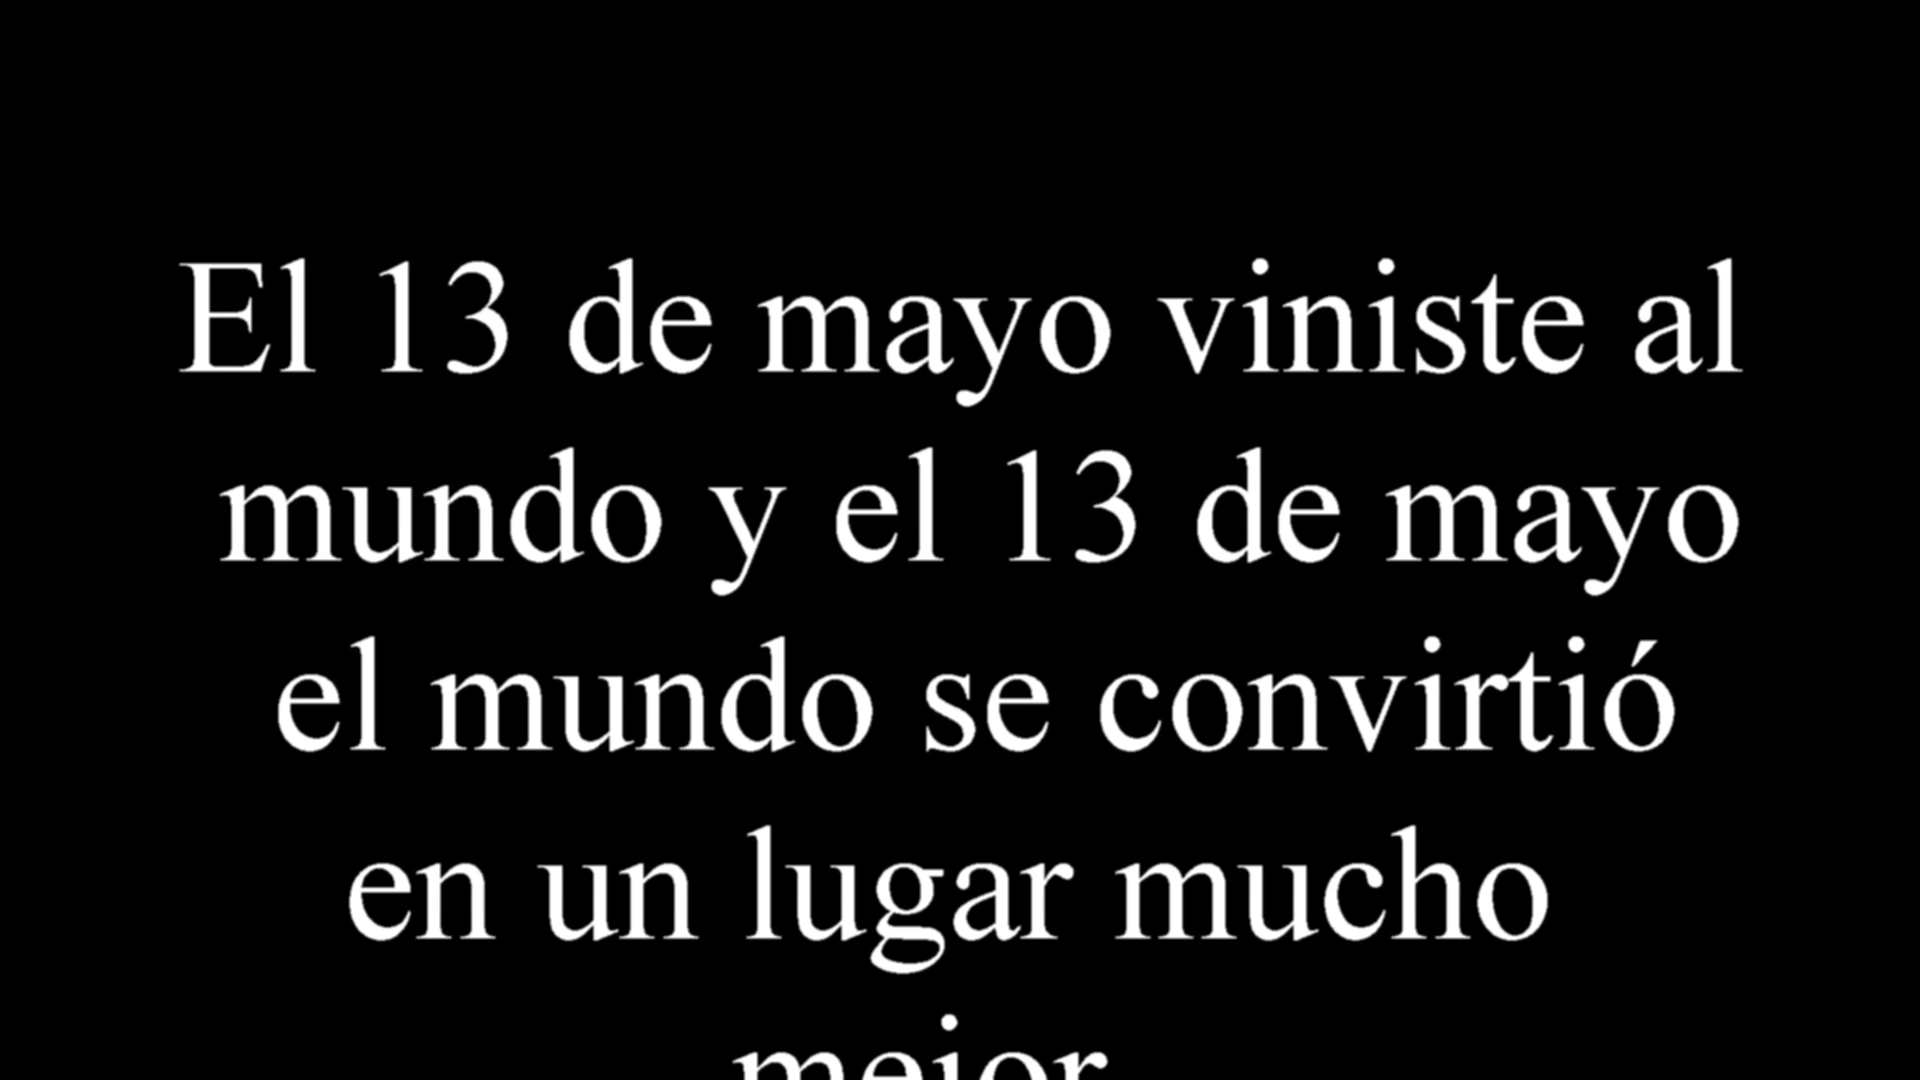 El 13 de mayo viniste al
mundo y el 13 de mayo
el mundo se convirtió
en un lugar mucho
mejor